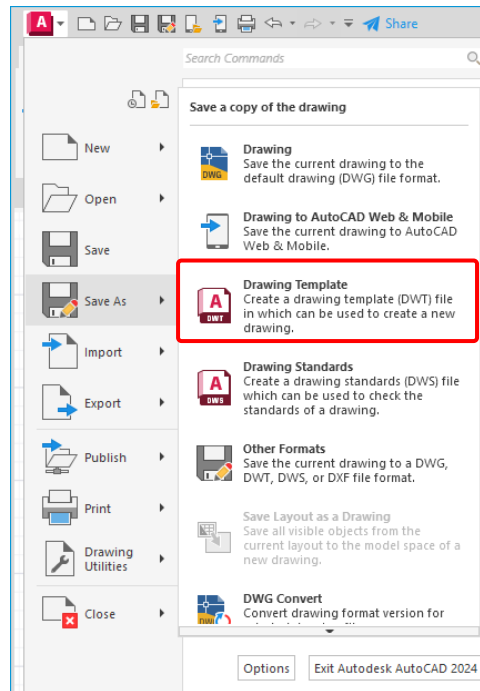 A
Share
Search Commands
Save a copy of the drawing
New
Open
Save
Save As
Import
Export
Publish
Print
Drawing
Utilities
Close
DWG
Drawing
Save the current drawing to the
default drawing (DWG) file format.
Drawing to AutoCAD Web & Mobile
Save the current drawing to AutoCAD
Web & Mobile.
A
DWT
Drawing Template
Create a drawing template (DWT) file
in which can be used to create a new
drawing.
A
DWS
Drawing Standards
Create a drawing standards (DWS) file
which can be used to check the
standards of a drawing.
Other Formats
Save the current drawing to a DWG,
DWT, DWS, or DXF file format.
Save Layout as a Drawing
Save all visible objects from the
current layout to the model space of a
new drawing.
DWG Convert
Convert drawing format version for
Options
Exit Autodesk AutoCAD 2024